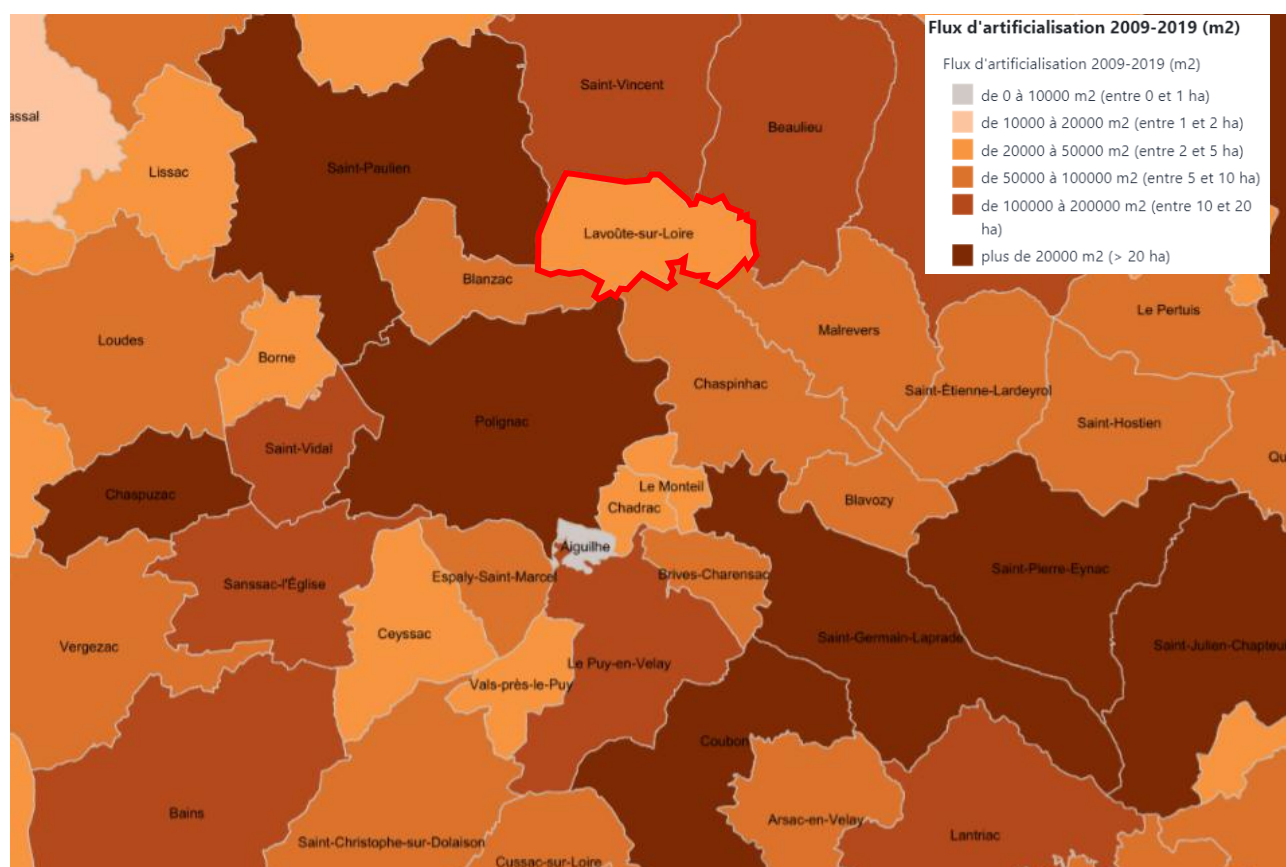 Flux d'artificialisation 2009-2019 (m2)
Flux d'artificialisation 2009-2019 (m2)
de 0 à 10000 m2 (entre 0 et 1 ha)
de 10000 à 20000 m2 (entre 1 et 2 ha)
de 20000 à 50000 m2 (entre 2 et 5 ha)
de 50000 à 100000 m2 (entre 5 et 10 ha)
de 100000 à 200000 m2 (entre 10 et 20
ha)
plus de 20000 m2 (> 20 ha)
Saint-Vincent
assal
Beaulieu
Saint-Paulien
Lissac
Lavoûte-sur-Loire
e
Blanzac
Le Pertuis
Malrevers
Loudes
Borne
Chaspinhac
Saint-Étienne-Lardeyrol
Polignac
Saint-Hostien
Saint-Vidal
Qu
Le Monteil
Chaspuzac
Blavozy
Chadrac
Aiguilhe
Saint-Pierre-Eynac
Brives-Charensac
Espaly-Saint-Marcel
Sanssac-l'Église
Ceyssac
Saint-Germain-Laprade
Vergezac
Saint-Julien-Chapteu
Le Puy-en-Velay
Vals-près-le-Puy
Coubon
Bains
Arsac-en-Velay
Lantriac
Saint-Christophe-sur-Dolaison
Cussac-sur-Loire